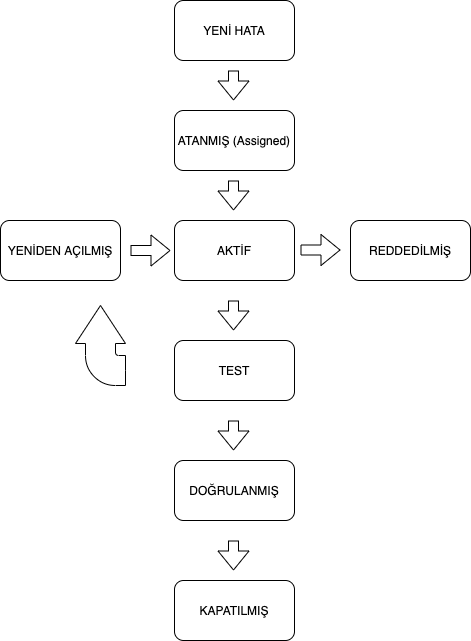 YENİ HATA
ATANMIŞ (Assigned)
YENİDEN AÇILMIŞ
AKTİF
REDDEDİLMİŞ
TEST
DOĞRULANMIŞ
KAPATILMIŞ